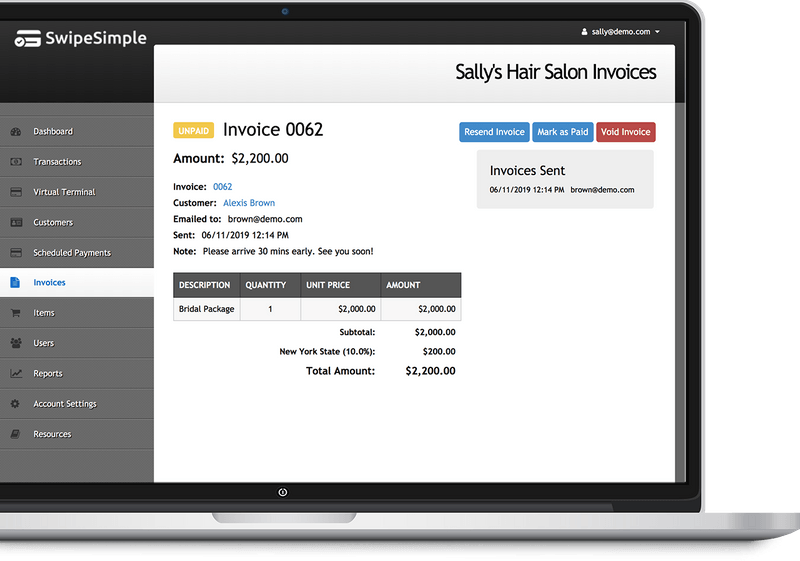 SwipeSimple
sally@demo.com
Sally's Hair Salon Invoices
Dashboard
Transactions
Virtual Terminal
Customers
Scheduled Payments
Invoices
Items
Users
Reports
Account Settings
Resources
UNPAID Invoice 0062
Resend Invoice Mark as Paid Void Invoice
Amount: $2,200.00
Invoice: 0062
Customer: Alexis Brown
Emailed to: brown@demo.com
Sent: 06/11/2019 12:14 PM
Note: Please arrive 30 mins early. See you soon!
Invoices Sent
06/11/2019 12:14 PM brown@demo.com
DESCRIPTION QUANTITY UNIT PRICE AMOUNT
Bridal Package 1 $2,000.00 $2,000.00
Subtotal: $2,000.00
New York State (10.0%): $200.00
Total Amount: $2,200.00